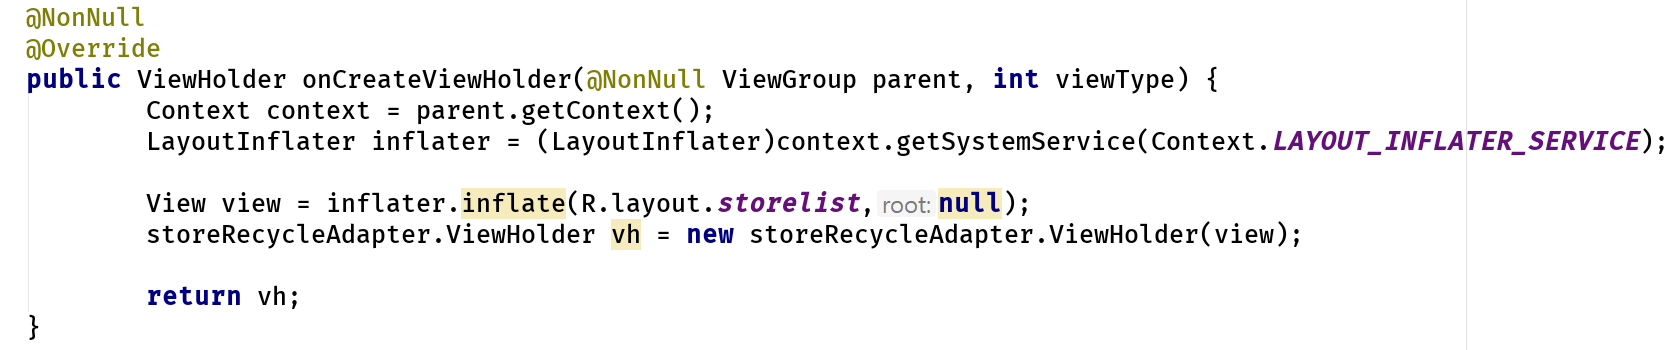 @NonNull
@Override
public ViewHolder onCreateViewHolder(@NonNull ViewGroup parent, int viewType) {
Context context = parent.getContext();
LayoutInflater inflater = (LayoutInflater)context.getSystemService(Context.LAYOUT_INFLATER_SERVICE);
View view = inflater.inflate(R.layout.storelist, root: null);
storeRecycleAdapter.ViewHolder vh = new storeRecycleAdapter.ViewHolder(view);
return vh;
}